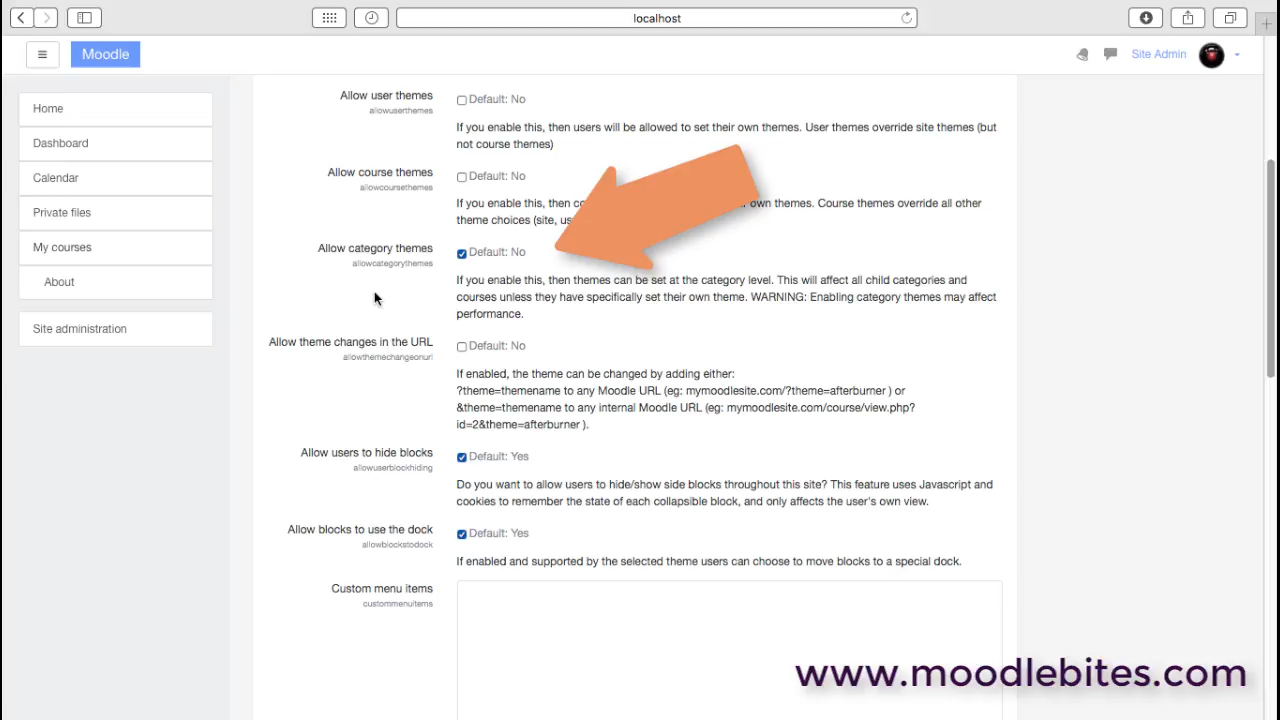 localhost
Moodle
Site Admin
Home
Dashboard
Calendar
Private files
My courses
About
Site administration
Allow user themes
allowuserthemes
Default: No
If you enable this, then users will be allowed to set their own themes. User themes override site themes (but
not course themes)
Allow course themes
allowcoursethemes
Default: No
If you enable this, then co
own themes. Course themes override all other
theme choices (site, us
Allow category themes
allowcategorythemes
Default: No
If you enable this, then themes can be set at the category level. This will affect all child categories and
courses unless they have specifically set their own theme. WARNING: Enabling category themes may affect
performance.
Allow theme changes in the URL
allowthemechangeonurl
Default: No
If enabled, the theme can be changed by adding either:
?theme=themename to any Moodle URL (eg: mymoodlesite.com/?theme=afterburner ) or
&theme=themename to any internal Moodle URL (eg: mymoodlesite.com/course/view.php?
id=2&theme=afterburner ).
Allow users to hide blocks
allowuserblockhiding
Default: Yes
Do you want to allow users to hide/show side blocks throughout this site? This feature uses Javascript and
cookies to remember the state of each collapsible block, and only affects the user's own view.
Allow blocks to use the dock
allowblockstodock
Default: Yes
If enabled and supported by the selected theme users can choose to move blocks to a special dock.
Custom menu items
custommenuitems
www.moodlebites.com